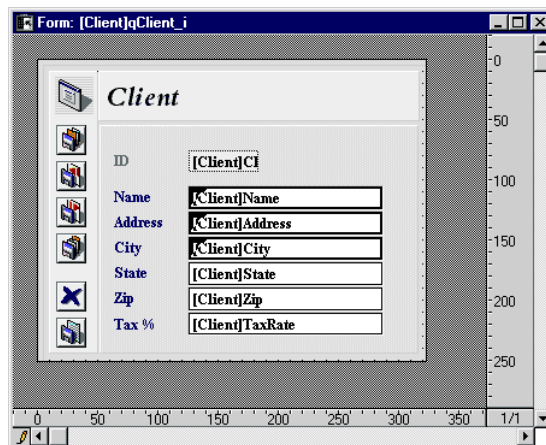 Form: [Client]qClient_i
Client
ID [Client]CI
Name [Client]Name
Address [Client]Address
City [Client]City
State [Client]State
Zip [Client]Zip
Tax % [Client]TaxRate
0
50
100
150
200
250
0 50 100 150 200 250 300 350 1/1